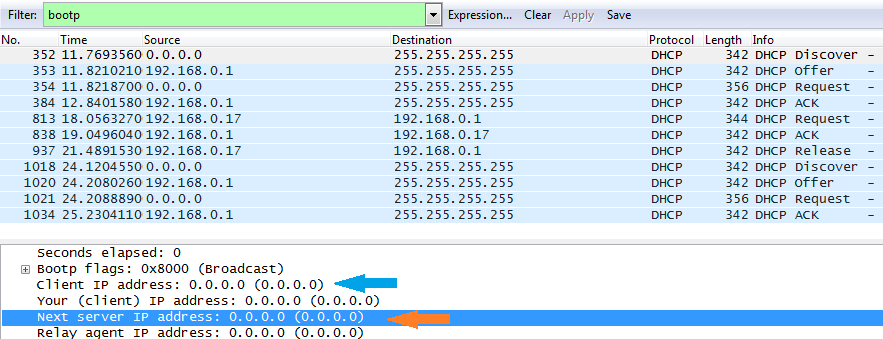 Filter: bootp Expression... Clear Apply Save
No. Time Source Destination Protocol Length Info
352 11.7693560 0.0.0.0 255.255.255.255 DHCP 342 DHCP Discover -
353 11.8210210 192.168.0.1 255.255.255.255 DHCP 342 DHCP Offer -
354 11.8218700 0.0.0.0 255.255.255.255 DHCP 356 DHCP Request -
384 12.8401580 192.168.0.1 255.255.255.255 DHCP 342 DHCP ACK -
813 18.0563270 192.168.0.17 192.168.0.1 DHCP 344 DHCP Request -
838 19.0496040 192.168.0.1 192.168.0.17 DHCP 342 DHCP ACK -
937 21.4891530 192.168.0.17 192.168.0.1 DHCP 342 DHCP Release -
1018 24.1204550 0.0.0.0 255.255.255.255 DHCP 342 DHCP Discover -
1020 24.2080260 192.168.0.1 255.255.255.255 DHCP 342 DHCP Offer -
1021 24.2088890 0.0.0.0 255.255.255.255 DHCP 356 DHCP Request -
1034 25.2304110 192.168.0.1 255.255.255.255 DHCP 342 DHCP ACK -
Seconds elapsed: 0
Bootp flags: 0x8000 (Broadcast)
Client IP address: 0.0.0.0 (0.0.0.0)
Your (client) IP address: 0.0.0.0 (0.0.0.0)
Next server IP address: 0.0.0.0 (0.0.0.0)
Relay agent IP address: 0.0.0.0 (0.0.0.0)